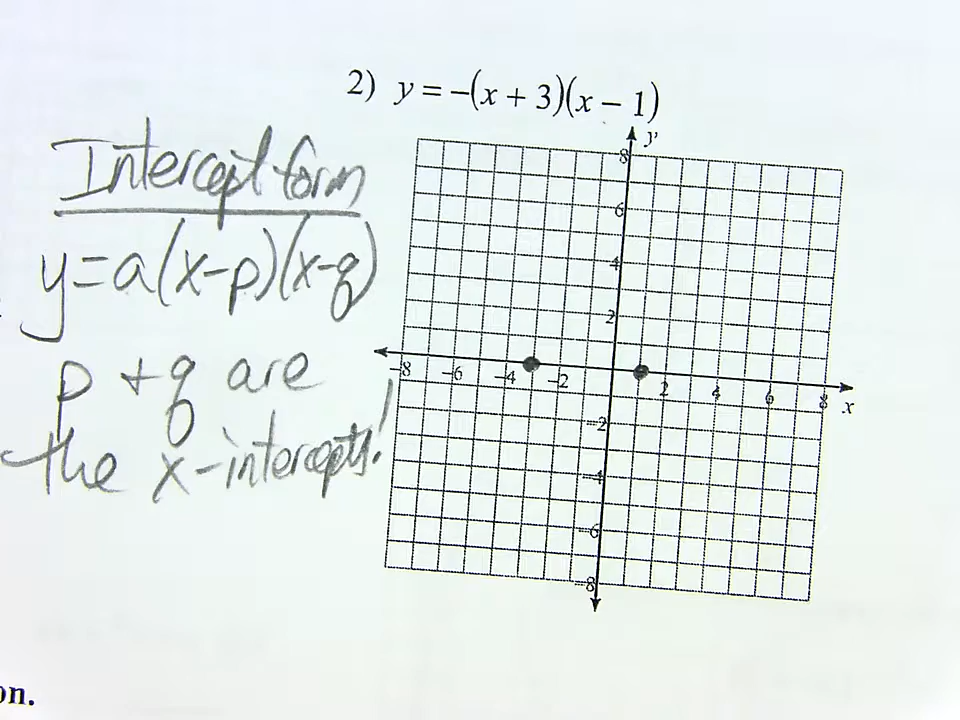 2) y = -(x + 3)(x - 1)
Intercept form
y=a(x-p)(x-q)
p + q are
the x-intercepts!
y
8
6
4
2
-8 -6 -4 -2 2 4 6 8 x
-2
-4
-6
-8
on.